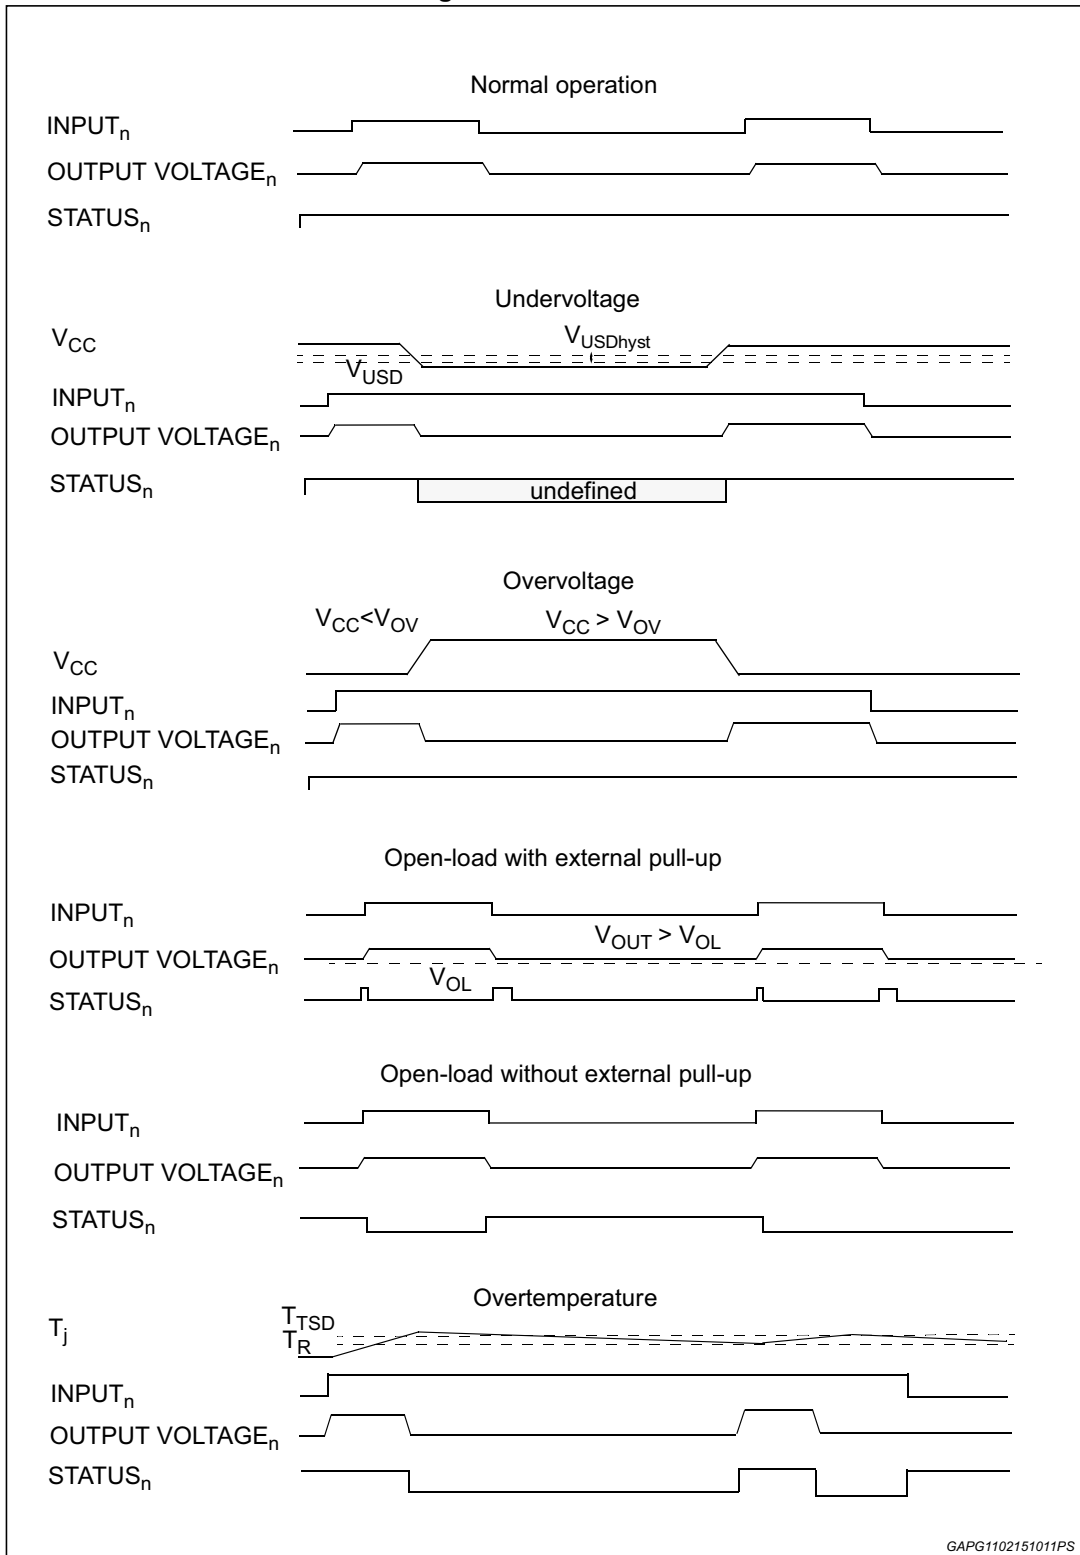 Normal operation
INPUTn
OUTPUT VOLTAGEn
STATUSn
Undervoltage
VCC
VUSDhyst
VUSD
INPUTn
OUTPUT VOLTAGEn
STATUSn
undefined
Overvoltage
VCC<VOV
VCC > VOV
VCC
INPUTn
OUTPUT VOLTAGEn
STATUSn
Open-load with external pull-up
INPUTn
VOUT > VOL
OUTPUT VOLTAGEn
VOL
STATUSn
Open-load without external pull-up
INPUTn
OUTPUT VOLTAGEn
STATUSn
Overtemperature
Tj
TTSD
TR
INPUTn
OUTPUT VOLTAGEn
STATUSn
GAPG1102151011PS